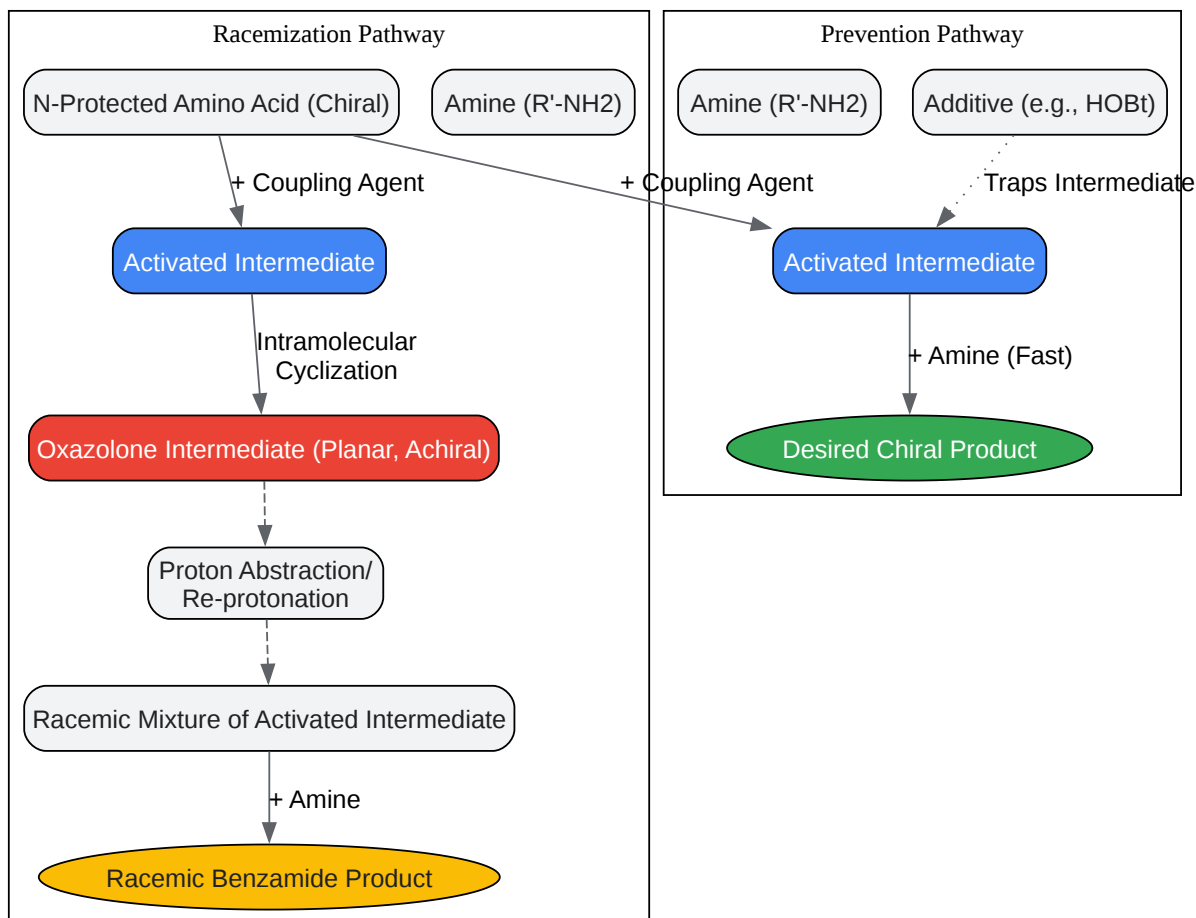 Racemization Pathway
N-Protected Amino Acid (Chiral)
Amine (R'-NH2)
+ Coupling Agent
Activated Intermediate
Intramolecular
Cyclization
Oxazolone Intermediate (Planar, Achiral)
Proton Abstraction/
Re-protonation
Racemic Mixture of Activated Intermediate
+ Amine
Racemic Benzamide Product
Prevention Pathway
Amine (R'-NH2)
Additive (e.g., HOBt)
+ Coupling Agent
Traps Intermediate
Activated Intermediate
+ Amine (Fast)
Desired Chiral Product